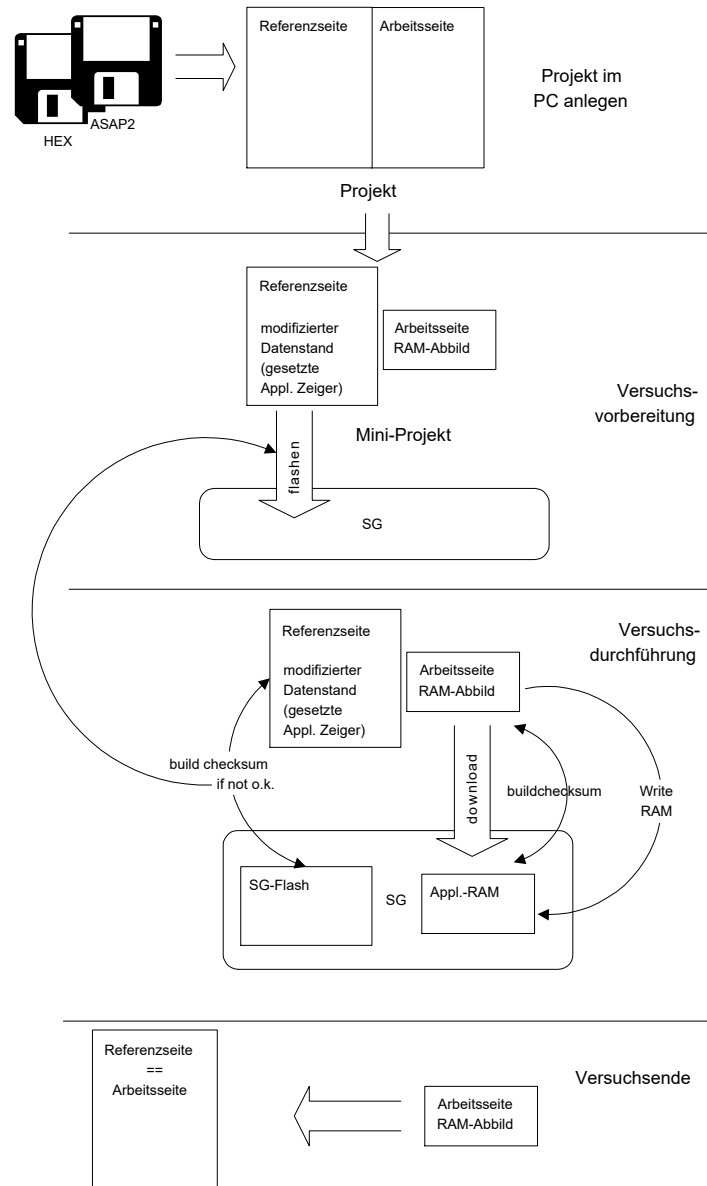 Referenzseite
Arbeitsseite
Projekt im
PC anlegen
ASAP2
HEX
Projekt
Referenzseite
modifizierter
Datenstand
(gesetzte
Appl. Zeiger)
Arbeitsseite
RAM-Abbild
Versuchs-
vorbereitung
Mini-Projekt
flashen
SG
Referenzseite
modifizierter
Datenstand
(gesetzte
Appl. Zeiger)
Arbeitsseite
RAM-Abbild
Versuchs-
durchführung
build checksum
if not o.k.
download
buildchecksum
Write
RAM
SG-Flash
SG
Appl.-RAM
Referenzseite
==
Arbeitsseite
Versuchsende
Arbeitsseite
RAM-Abbild